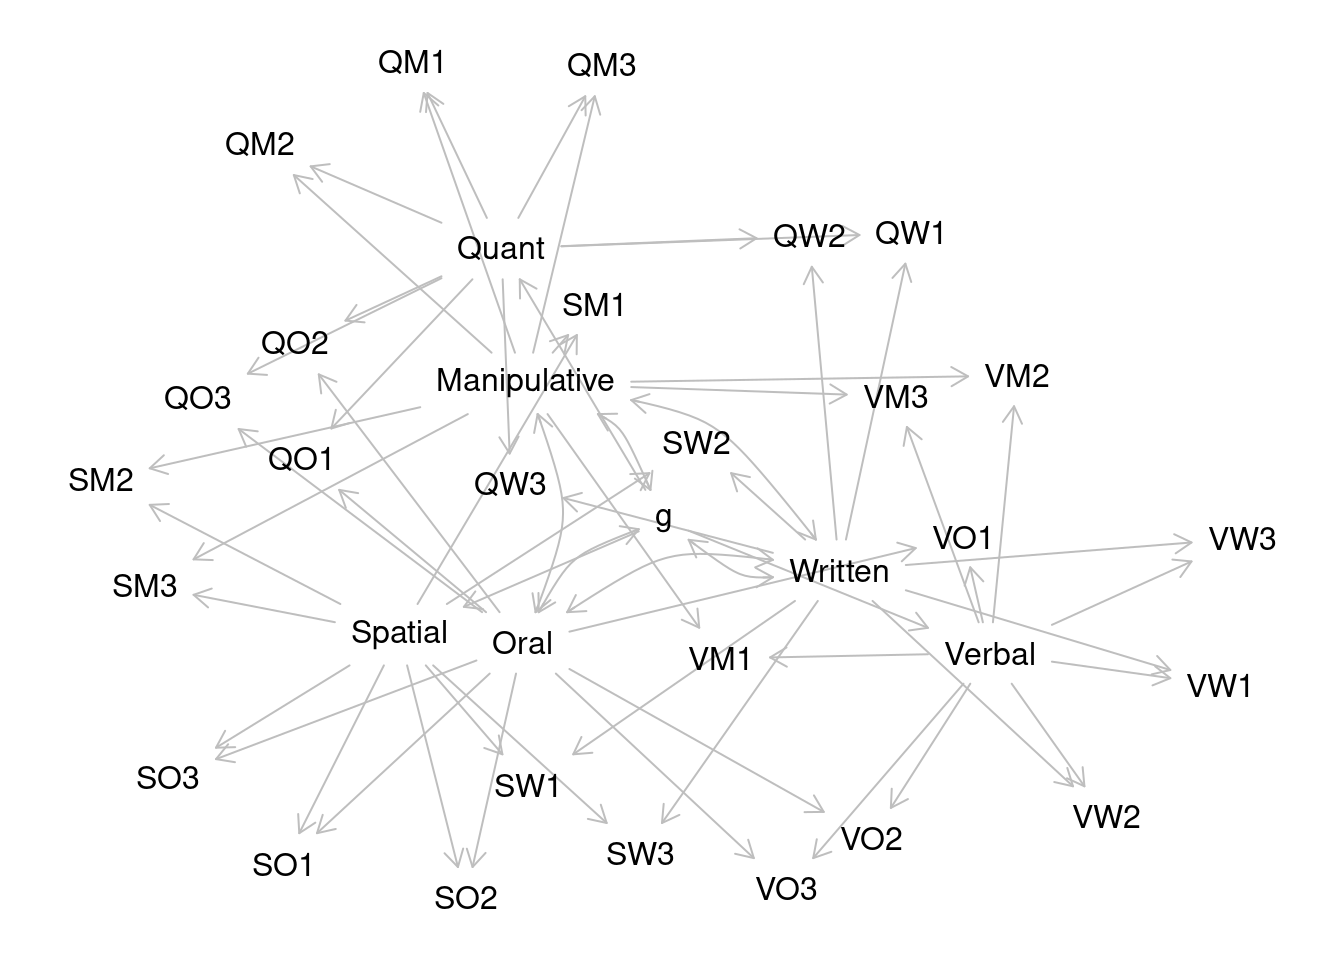 QM1
QM3
QM2
QW2
QW1
Quant
SM1
QO2
Manipulative
VM2
QO3
VM3
SW2
QO1
SM2
QW3
g
VO1
VW3
Written
SM3
Spatial
Oral
Verbal
VM1
VW1
SO3
SW1
VW2
VO2
SW3
SO1
VO3
SO2